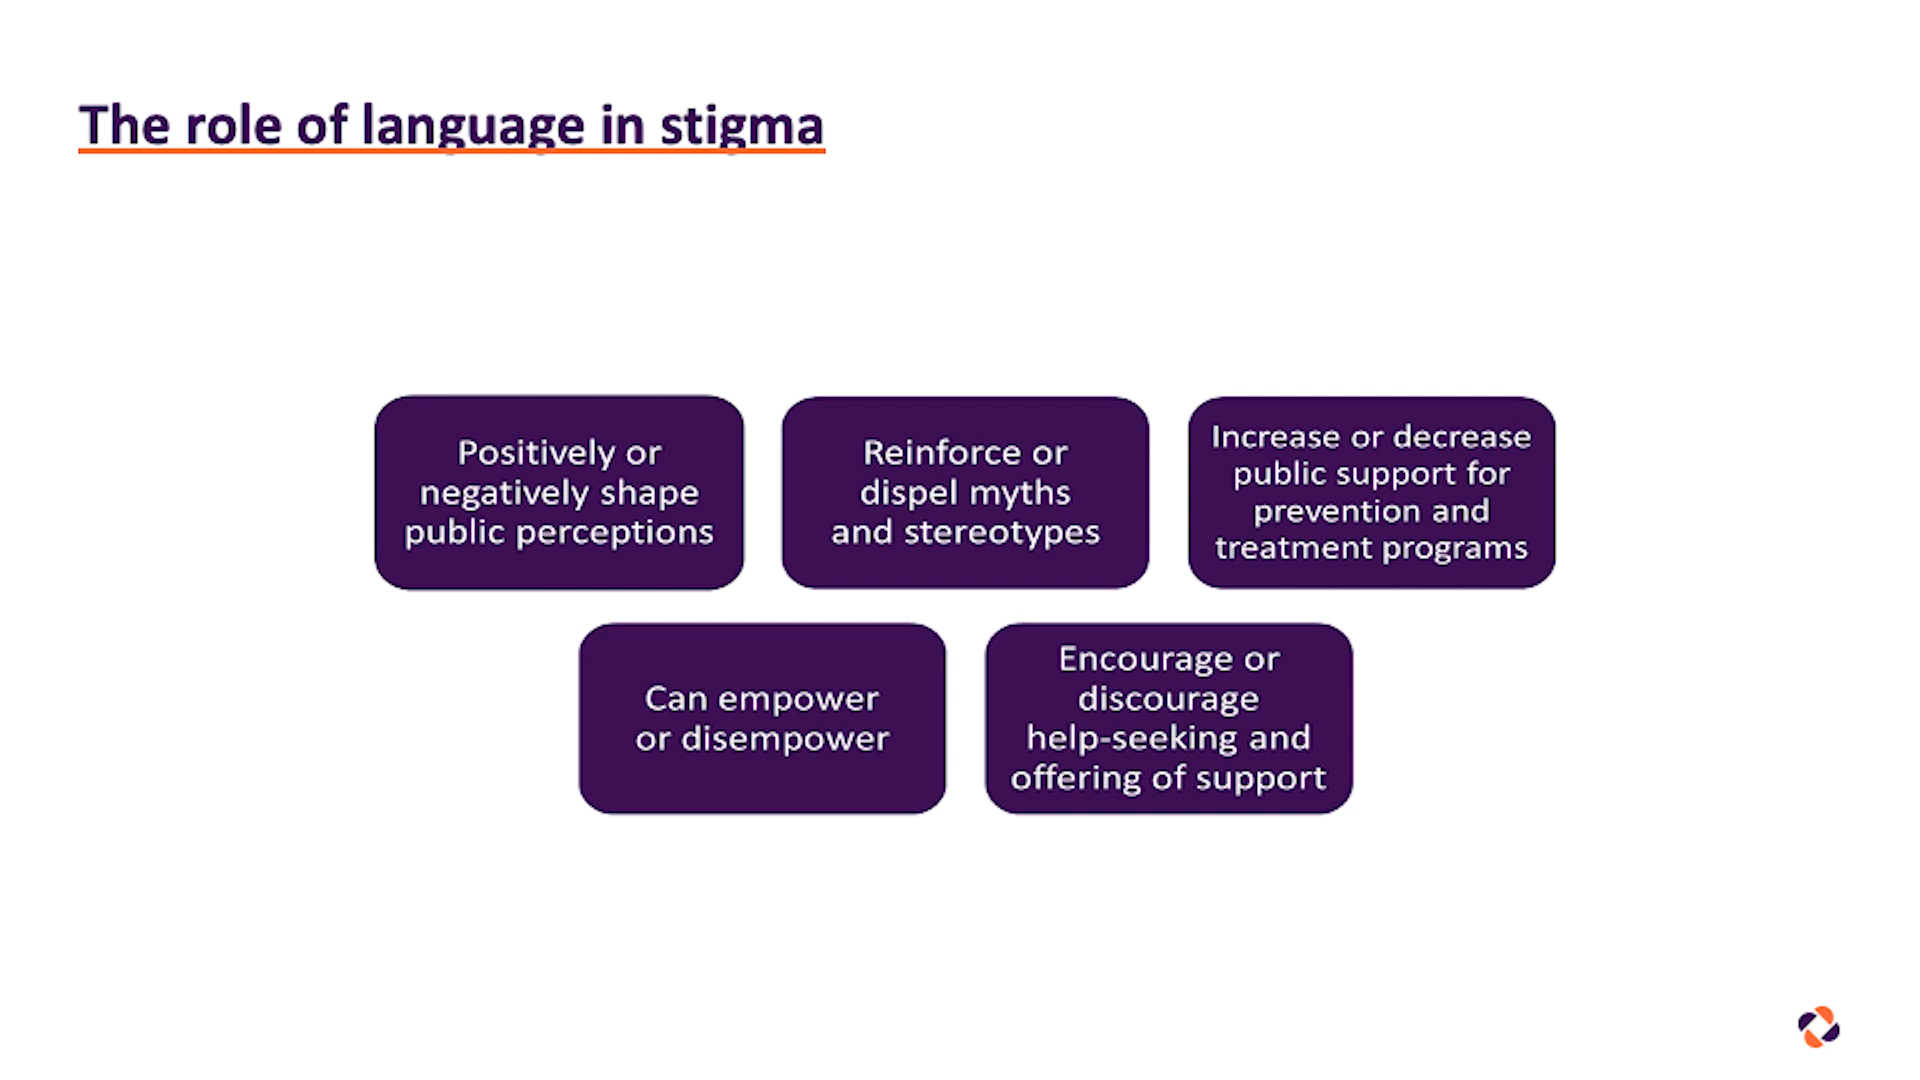 The role of language in stigma
Positively or
negatively shape
public perceptions
Reinforce or
dispel myths
and stereotypes
Increase or decrease
public support for
prevention and
treatment programs
Can empower
or disempower
Encourage or
discourage
help-seeking and
offering of support